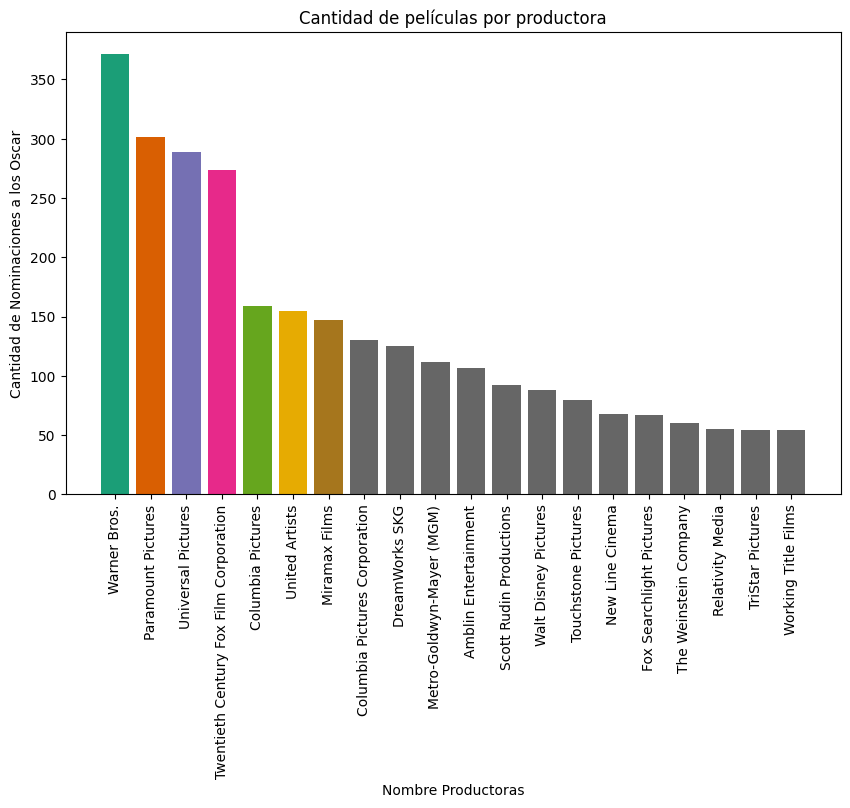 Cantidad de películas por productora
Cantidad de Nominaciones a los Oscar
350
300
250
200
150
100
50
0
Warner Bros.
Paramount Pictures
Universal Pictures
Twentieth Century Fox Film Corporation
Columbia Pictures
United Artists
Miramax Films
Columbia Pictures Corporation
DreamWorks SKG
Metro-Goldwyn-Mayer (MGM)
Amblin Entertainment
Scott Rudin Productions
Walt Disney Pictures
Touchstone Pictures
New Line Cinema
Fox Searchlight Pictures
The Weinstein Company
Relativity Media
TriStar Pictures
Working Title Films
Nombre Productoras